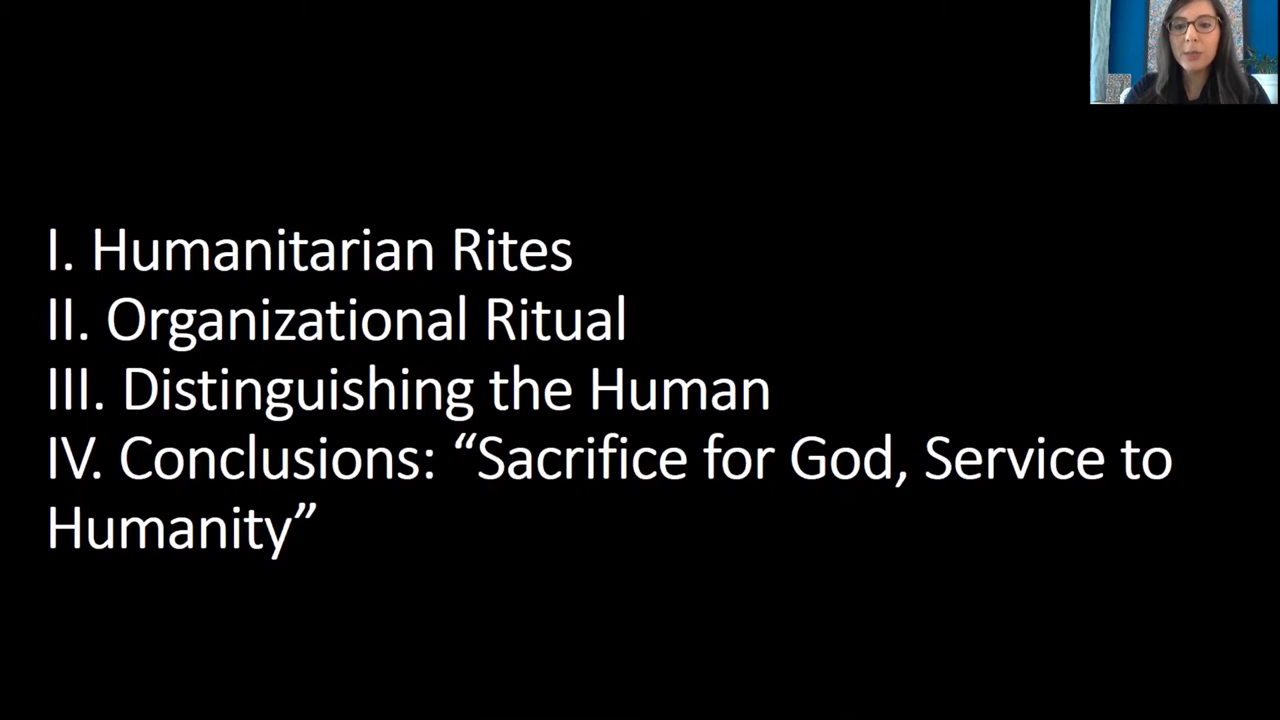 I. Humanitarian Rites
II. Organizational Ritual
III. Distinguishing the Human
IV. Conclusions: “Sacrifice for God, Service to
Humanity”